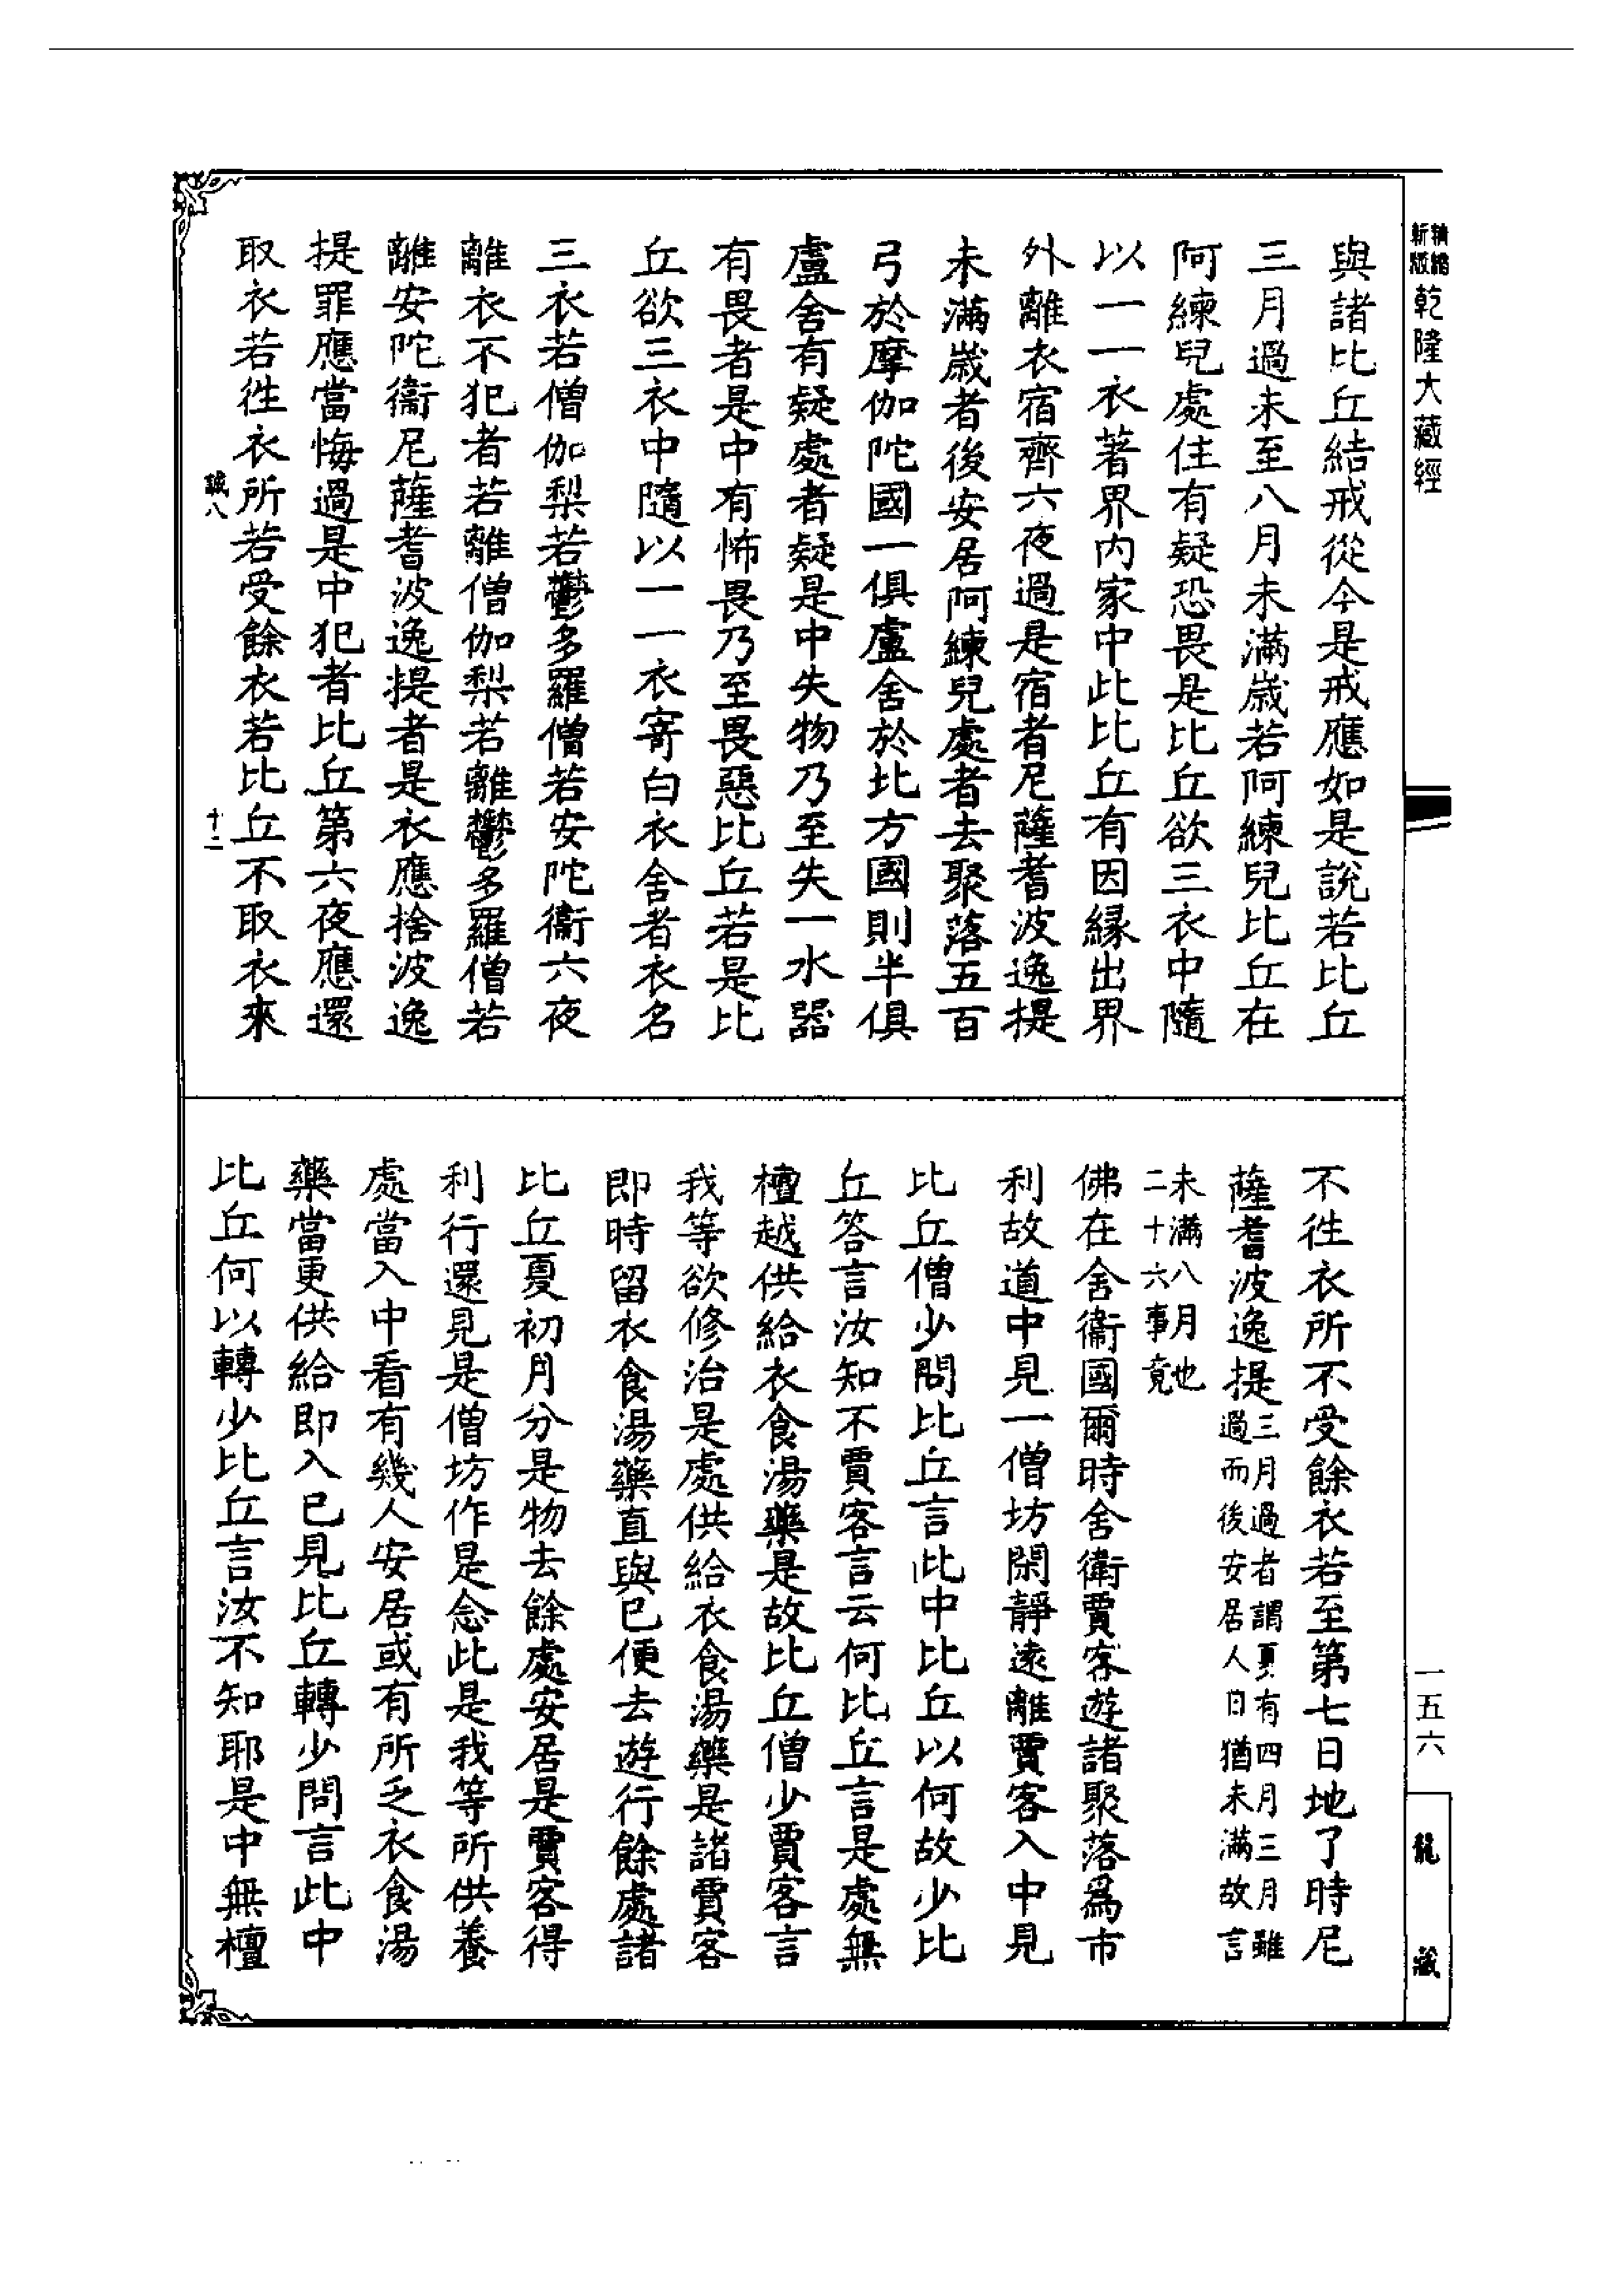 精縮新版乾隆大藏經
與諸比丘結戒從今是戒應如是說若比丘
三月過未至八月未滿歲若阿練兒比丘在
阿練兒處住有疑恐畏是比丘欲三衣中隨
以一一衣著界內家中此比丘有因緣出界
外離衣宿齊六夜過是宿者尼薩耆波逸提
未滿歲者後安居阿練兒處者去聚落五百
弓於摩伽陀國一俱盧舍於北方國則半俱
盧舍有疑處者疑是中失物乃至失一水器
有畏者是中有怖畏乃至畏惡比丘若是比
丘欲三衣中隨以一一衣寄白衣舍者衣名
三衣若僧伽梨若鬱多羅僧若安陀衞六夜
離衣不犯者若離僧伽梨若離鬱多羅僧若
離安陀衞尼薩耆波逸提者是衣應捨波逸
提罪應當悔過是中犯者比丘第六夜應還
取衣若徃衣所若受餘衣若比丘不取衣來
誠八
十二
不徃衣所不受餘衣若至第七日地了時尼
薩耆波逸提三月過者謂夏有四月三月雖
過而後安居人日猶未滿故言
未滿八月也
二十六事竟
佛在舍衞國爾時舍衞賈客遊諸聚落為市
利故道中見一僧坊閑靜遠離賈客入中見
比丘僧少問比丘言此中比丘以何故少比
丘答言汝知不賈客言云何比丘言是處無
檀越供給衣食湯藥是故比丘僧少賈客言
我等欲修治是處供給衣食湯藥是諸賈客
即時留衣食湯藥直與已便去遊行餘處諸
比丘夏初月分是物去餘處安居是賈客得
利行還見是僧坊作是念此是我等所供養
處當入中看有幾人安居或有所乏衣食湯
藥當更供給即入已見比丘轉少問言此中
比丘何以轉少比丘言汝不知耶是中無檀
一五六
龍藏